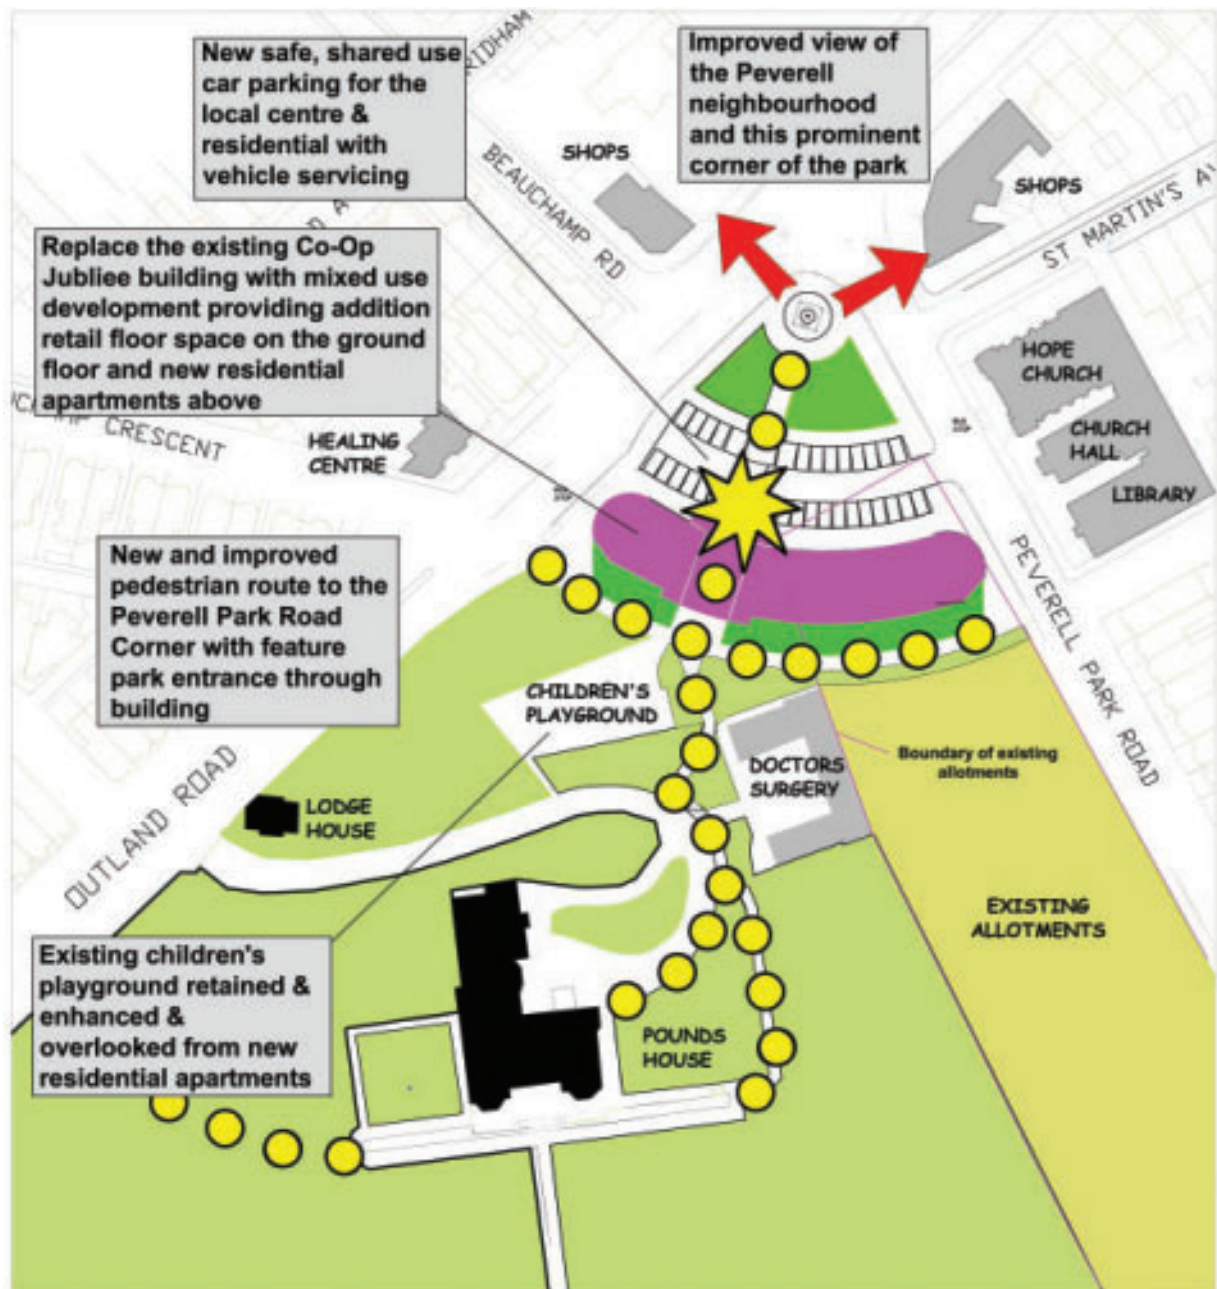 New safe, shared use
car parking for the
local centre &
residential with
vehicle servicing
RIDHAM
Improved view of
the Peverell
neighbourhood
and this prominent
corner of the park
SHOPS
BEAUCHAMP RD
SHOPS
ST MARTIN'S AV
Replace the existing Co-Op
Jubliee building with mixed use
development providing addition
retail floor space on the ground
floor and new residential
apartments above
CRESCENT
HEALING
CENTRE
HOPE
CHURCH
CHURCH
HALL
LIBRARY
New and improved
pedestrian route to the
Peverell Park Road
Corner with feature
park entrance through
building
PEVERELL PARK ROAD
CHILDREN'S
PLAYGROUND
Boundary of existing
allotments
DOCTORS
SURGERY
OUTLAND ROAD
LODGE
HOUSE
EXISTING
ALLOTMENTS
Existing children's
playground retained &
enhanced &
overlooked from new
residential apartments
POUNDS
HOUSE